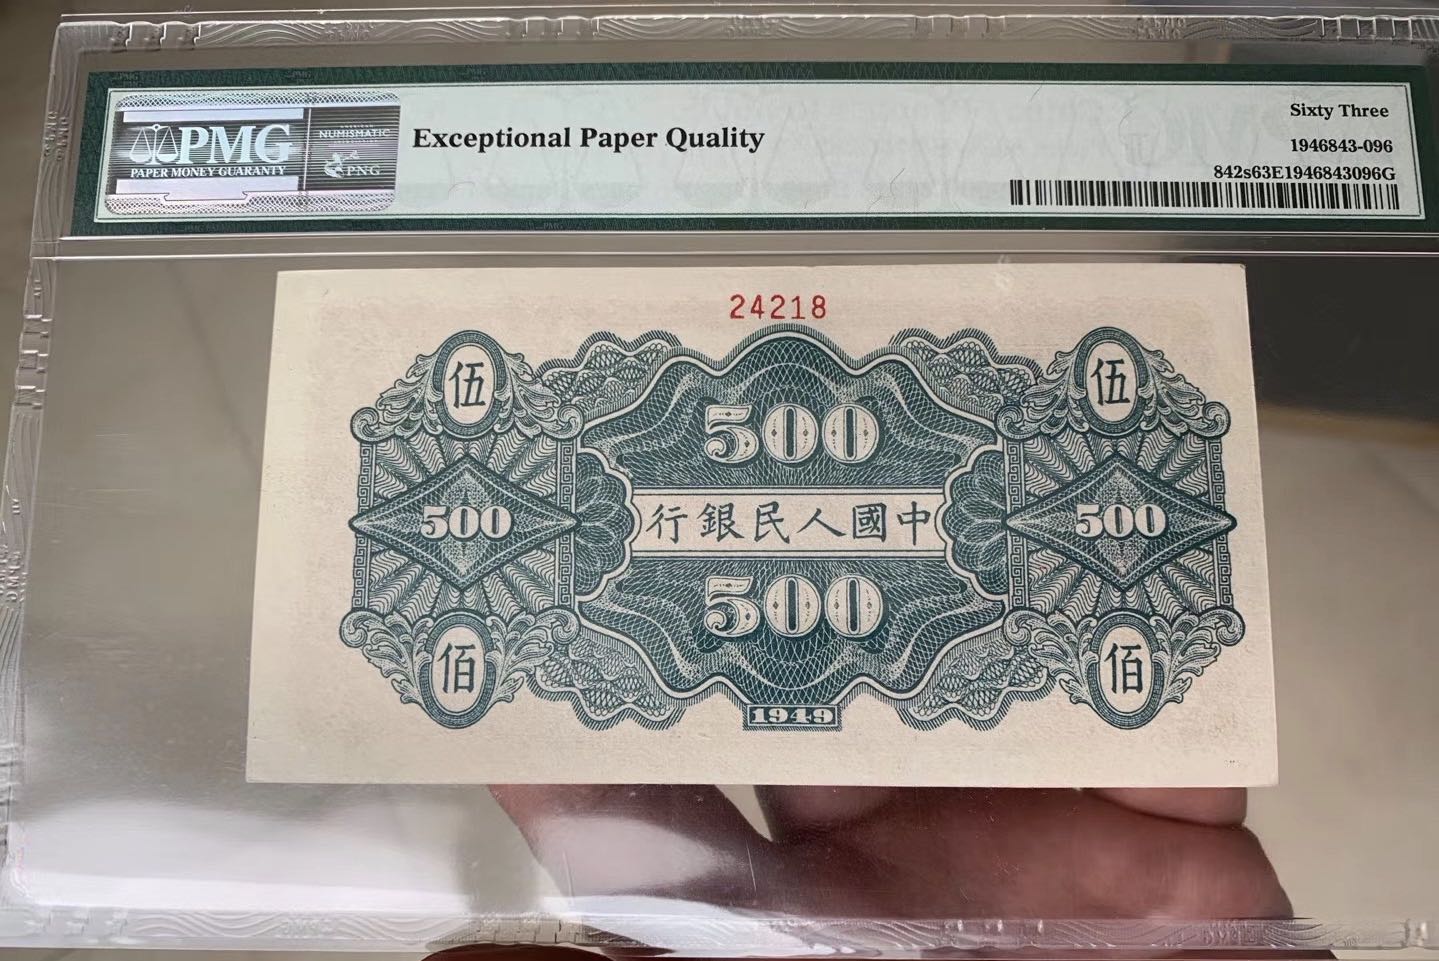 PMG
PAPER MONEY GUARANTY
NUMISMATIC
PNG
Exceptional Paper Quality
Sixty Three
1946843-096
842s63E1946843096G
24218
伍
伍
500
500
行銀民人國中
500
500
佰
佰
1949